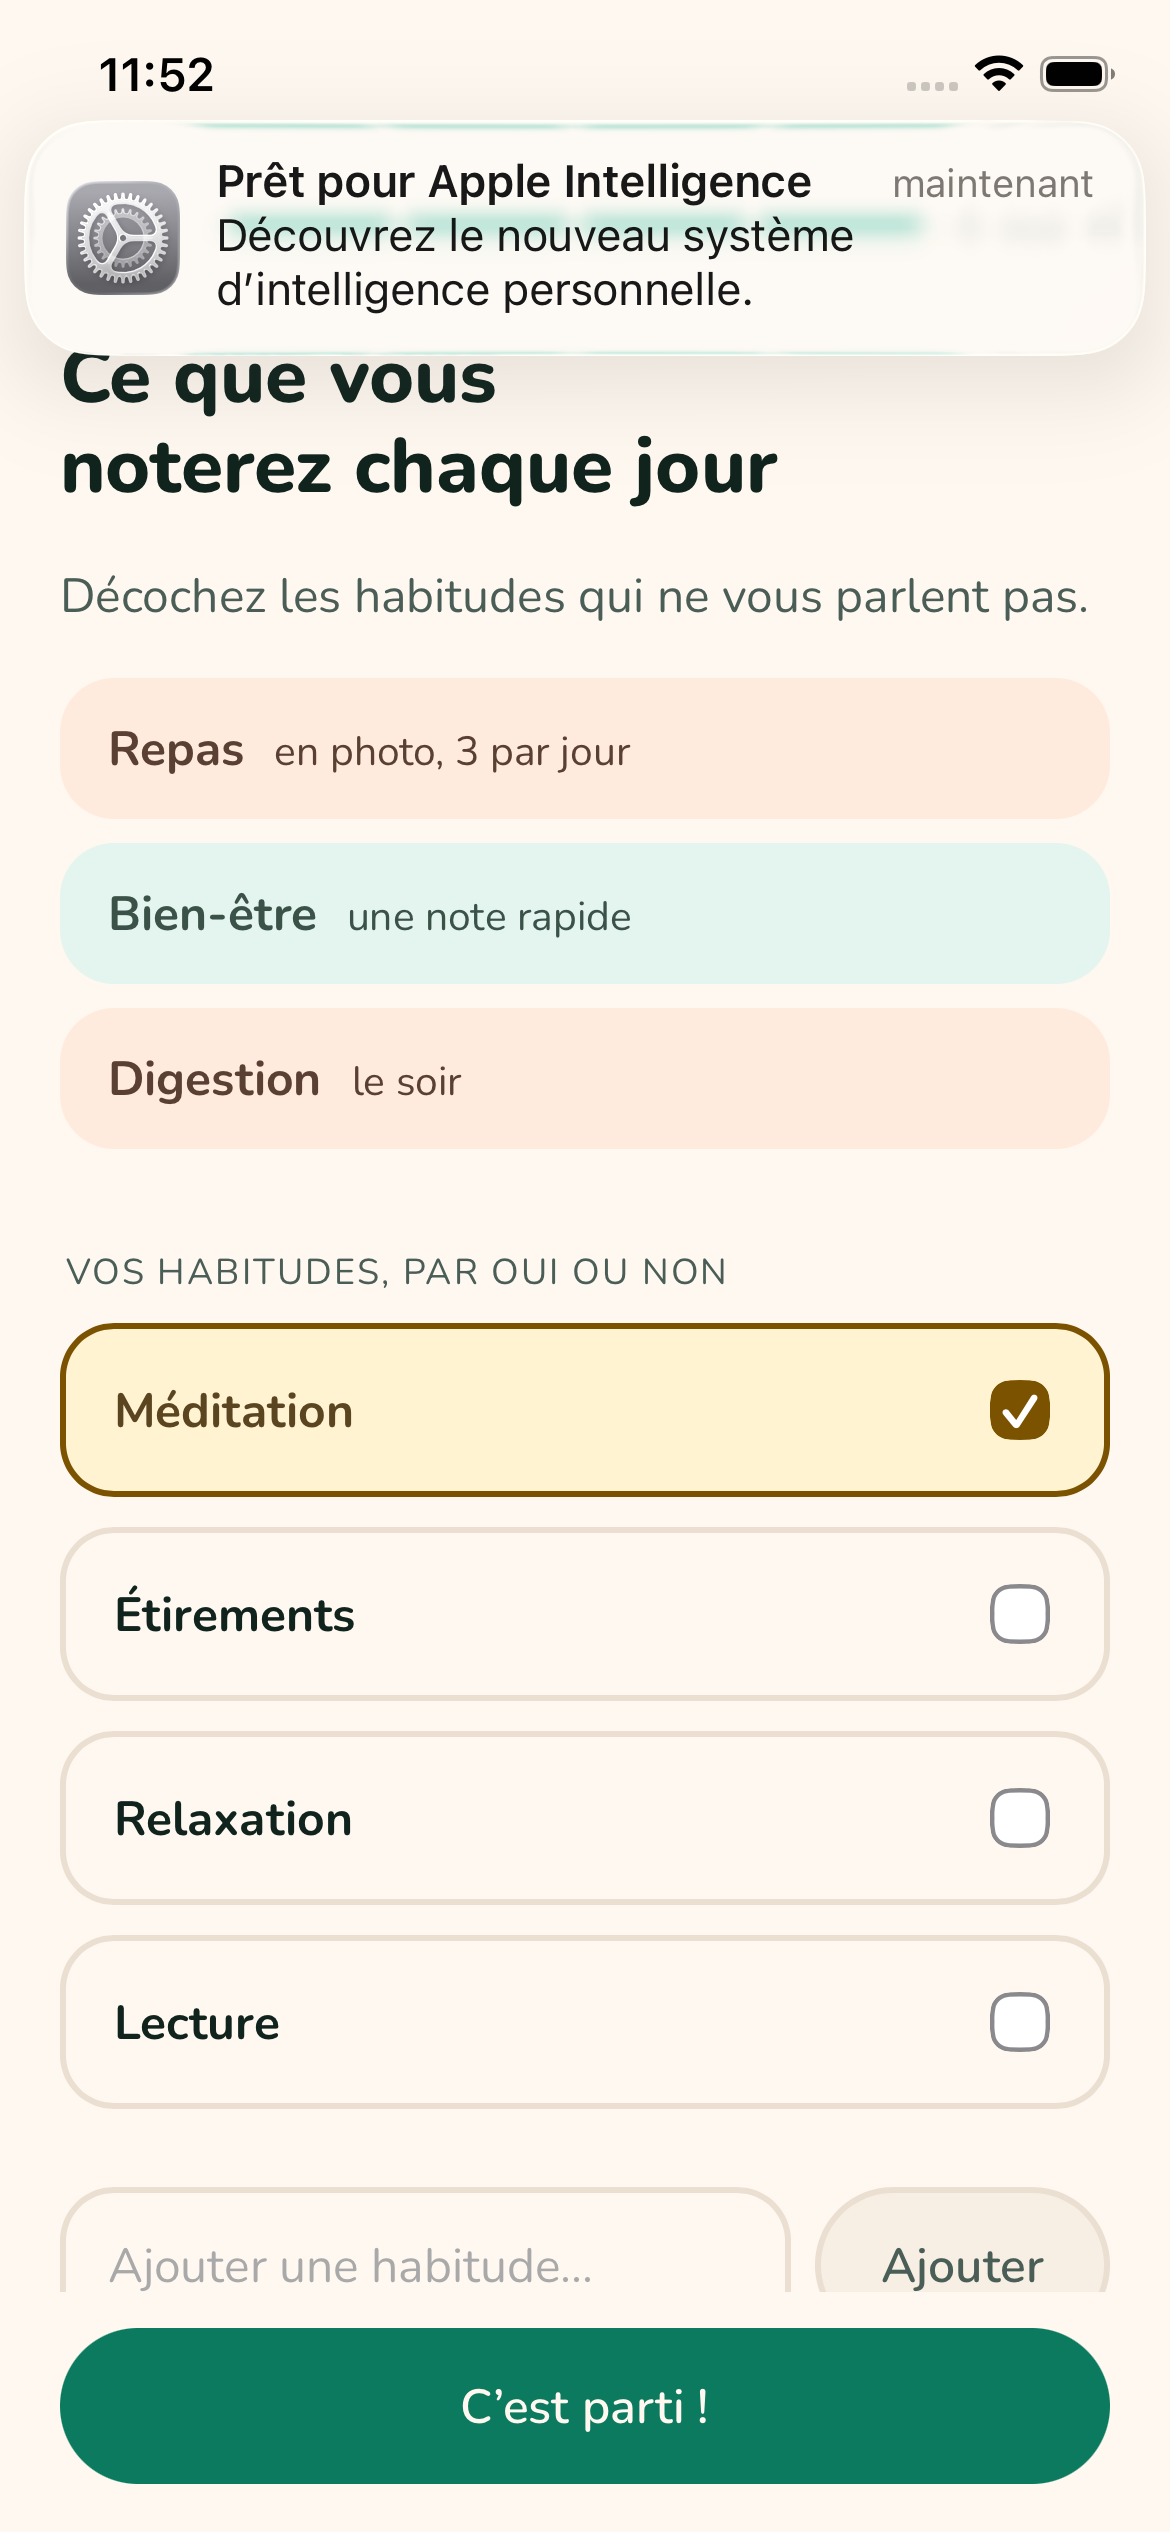 11:52
Prêt pour Apple Intelligence maintenant
Découvrez le nouveau système
d’intelligence personnelle.
Ce que vous
noterez chaque jour
Décochez les habitudes qui ne vous parlent pas.
Repas en photo, 3 par jour
Bien-être une note rapide
Digestion le soir
VOS HABITUDES, PAR OUI OU NON
Méditation
Étirements
Relaxation
Lecture
Ajouter une habitude... Ajouter
C’est parti !